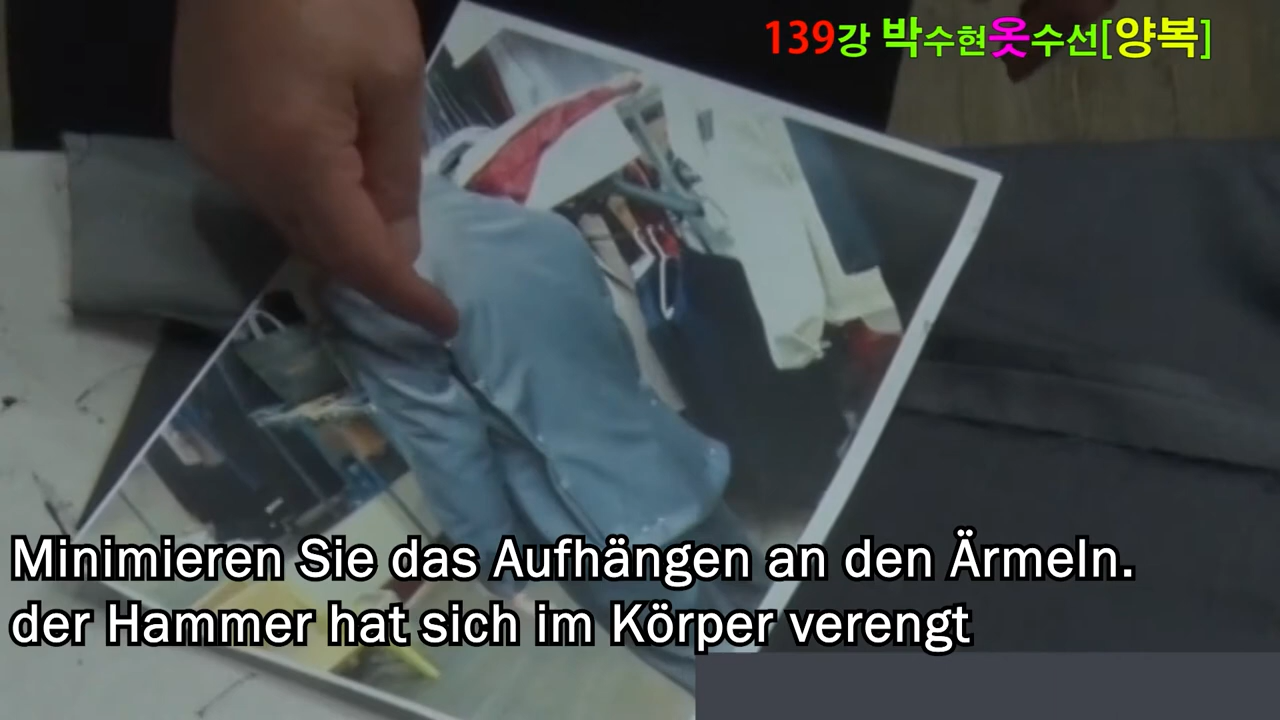 139강 박수현옷수선[양복]
Minimieren Sie das Aufhängen an den Ärmeln.
der Hammer hat sich im Körper verengt